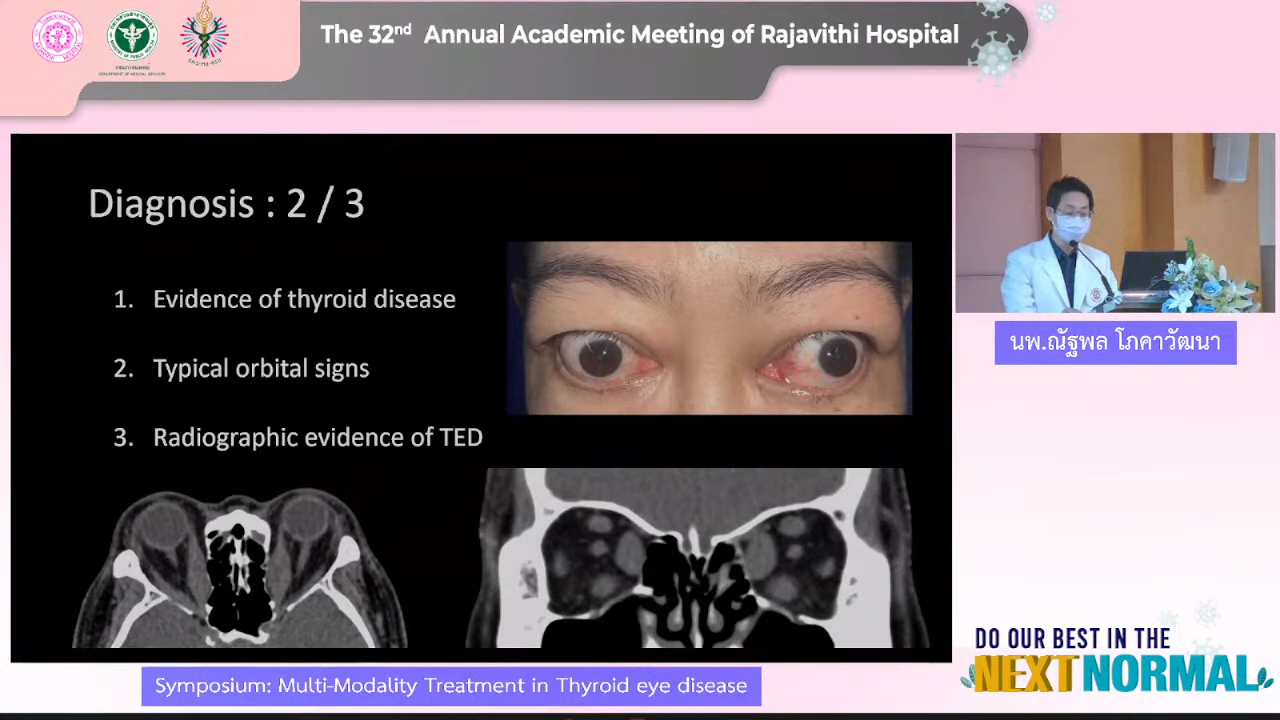 The 32nd Annual Academic Meeting of Rajavithi Hospital
Diagnosis : 2 / 3
1. Evidence of thyroid disease
2. Typical orbital signs
3. Radiographic evidence of TED
นพ.ณัฐพล โภคาวัฒนา
DO OUR BEST IN THE
NEXT NORMAL
Symposium: Multi-Modality Treatment in Thyroid eye disease